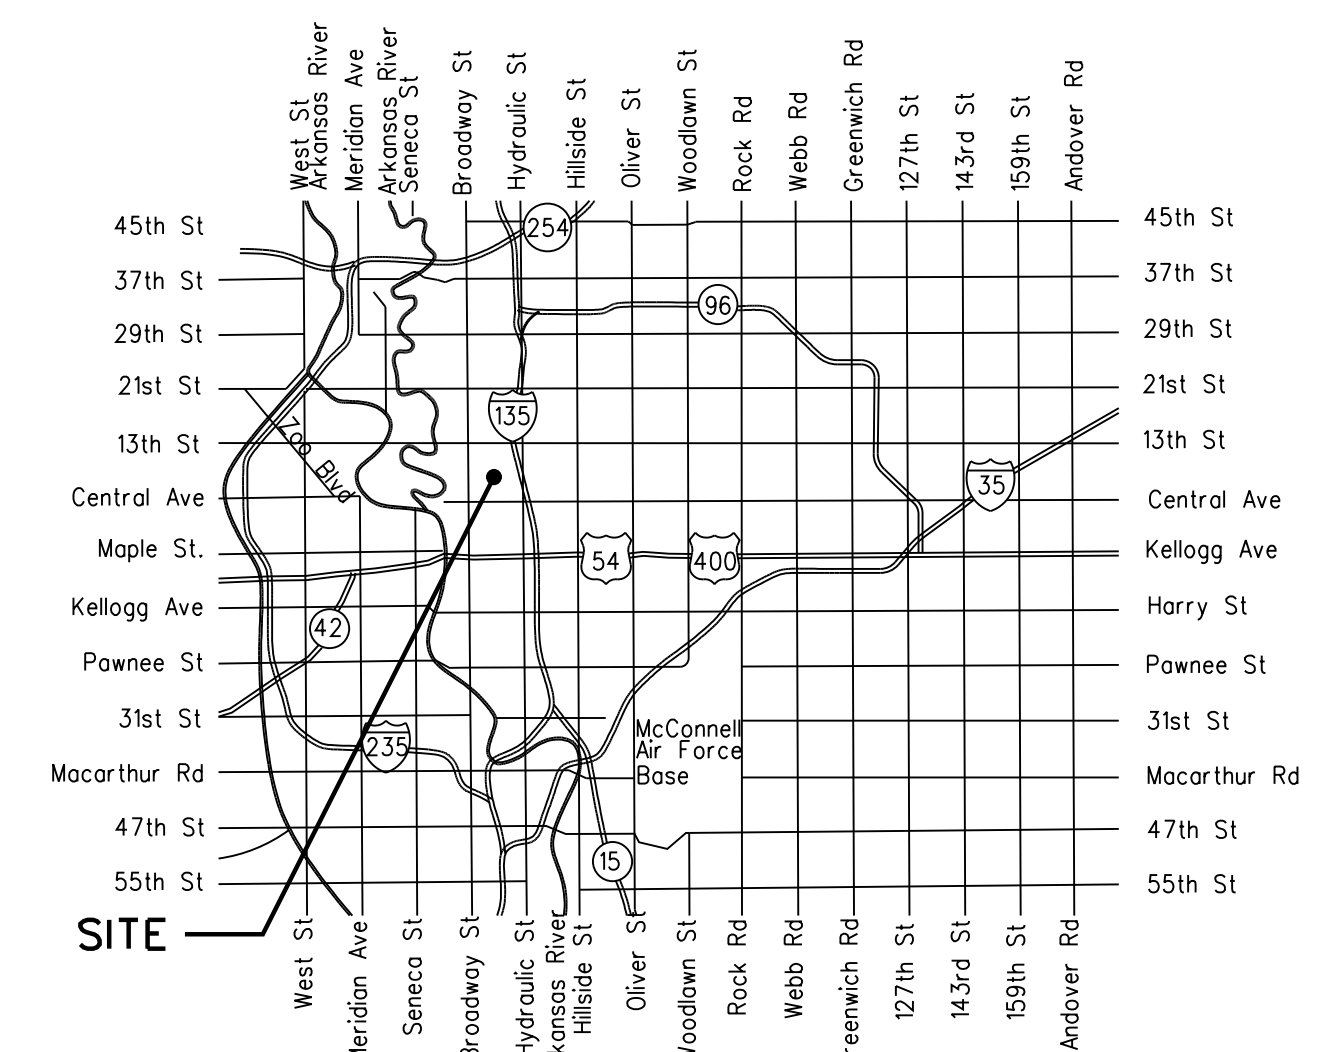 West St
Arkansas River
Meridian Ave
Arkansas River
Seneca St
Broadway St
Hydraulic St
Hillside St
Oliver St
Woodlawn St
Rock Rd
Webb Rd
Greenwich Rd
127th St
143rd St
159th St
Andover Rd
45th St
254
45th St
37th St
37th St
96
29th St
29th St
21st St
21st St
135
13th St
Zoo Blvd
13th St
35
Central Ave
Central Ave
Maple St.
54
400
Kellogg Ave
Kellogg Ave
42
Harry St
Pawnee St
Pawnee St
31st St
31st St
235
McConnell
Air Force
Base
Macarthur Rd
Macarthur Rd
47th St
47th St
15
55th St
55th St
SITE
West St
Meridian Ave
Seneca St
Broadway St
Hydraulic St
kansas River
Hillside St
Oliver St
Woodlawn St
Rock Rd
Webb Rd
reenwich Rd
127th St
143rd St
159th St
Andover Rd